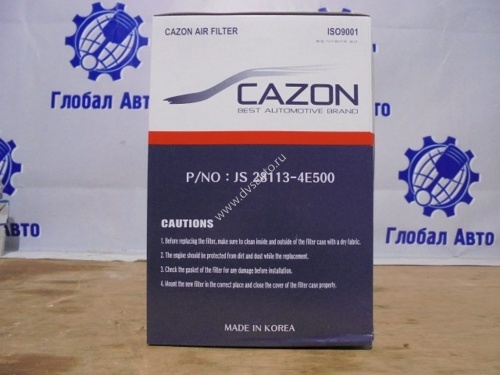 CAZON AIR FILTER
ISO9001
CAZON
BEST AUTOMOTIVE BRAND
P/NO : JS 28113-4E500
CAUTIONS
1. Before replacing the filter, make sure to clean inside and outside of the filter case with a dry fabric.
2. The engine should be protected from dirt and dust while the replacement.
3. Check the gasket of the filter for any damage before installation.
4. Mount the new filter in the correct place and close the cover of the filter case properly.
MADE IN KOREA
www.dvsavto.ru
Глобал Авто
Глобал Авто